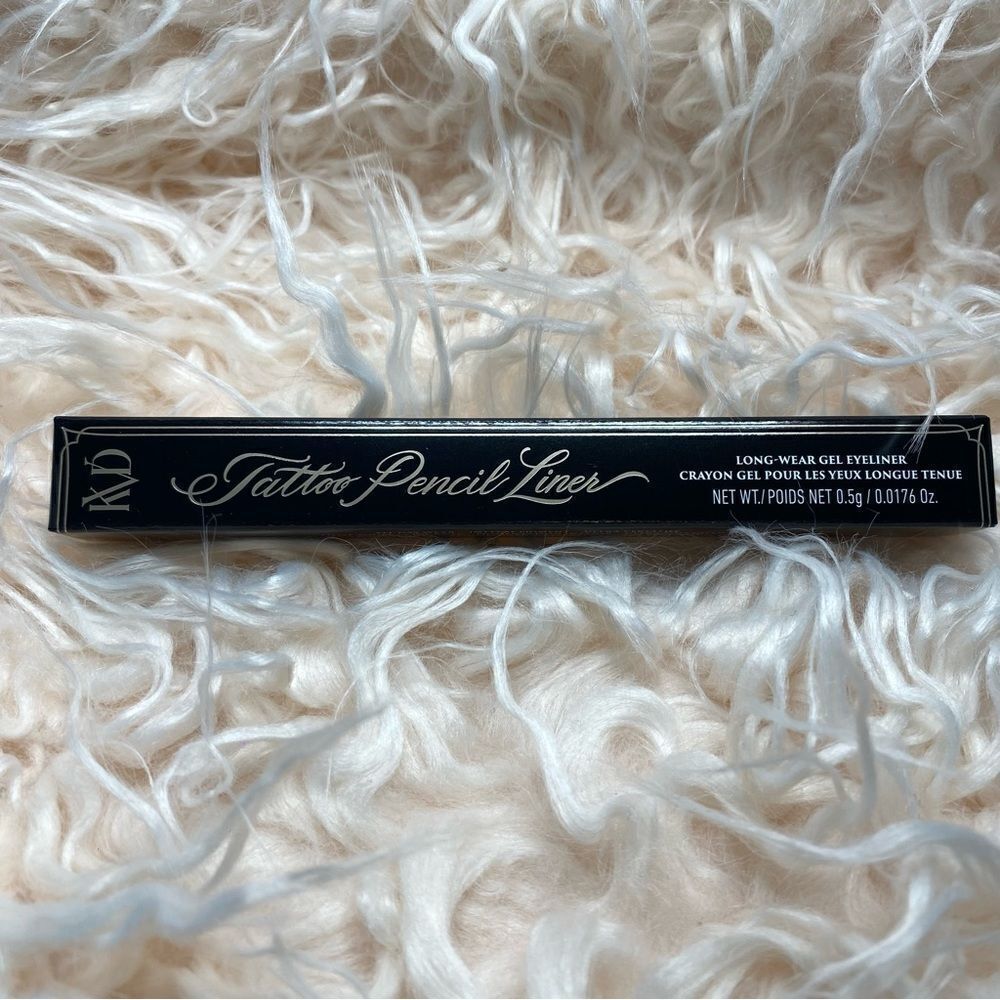 KVD
Tattoo Pencil Liner
LONG-WEAR GEL EYELINER
CRAYON GEL POUR LES YEUX LONGUE TENUE
NET WT./ POIDS NET 0.5g / 0.0176 Oz.